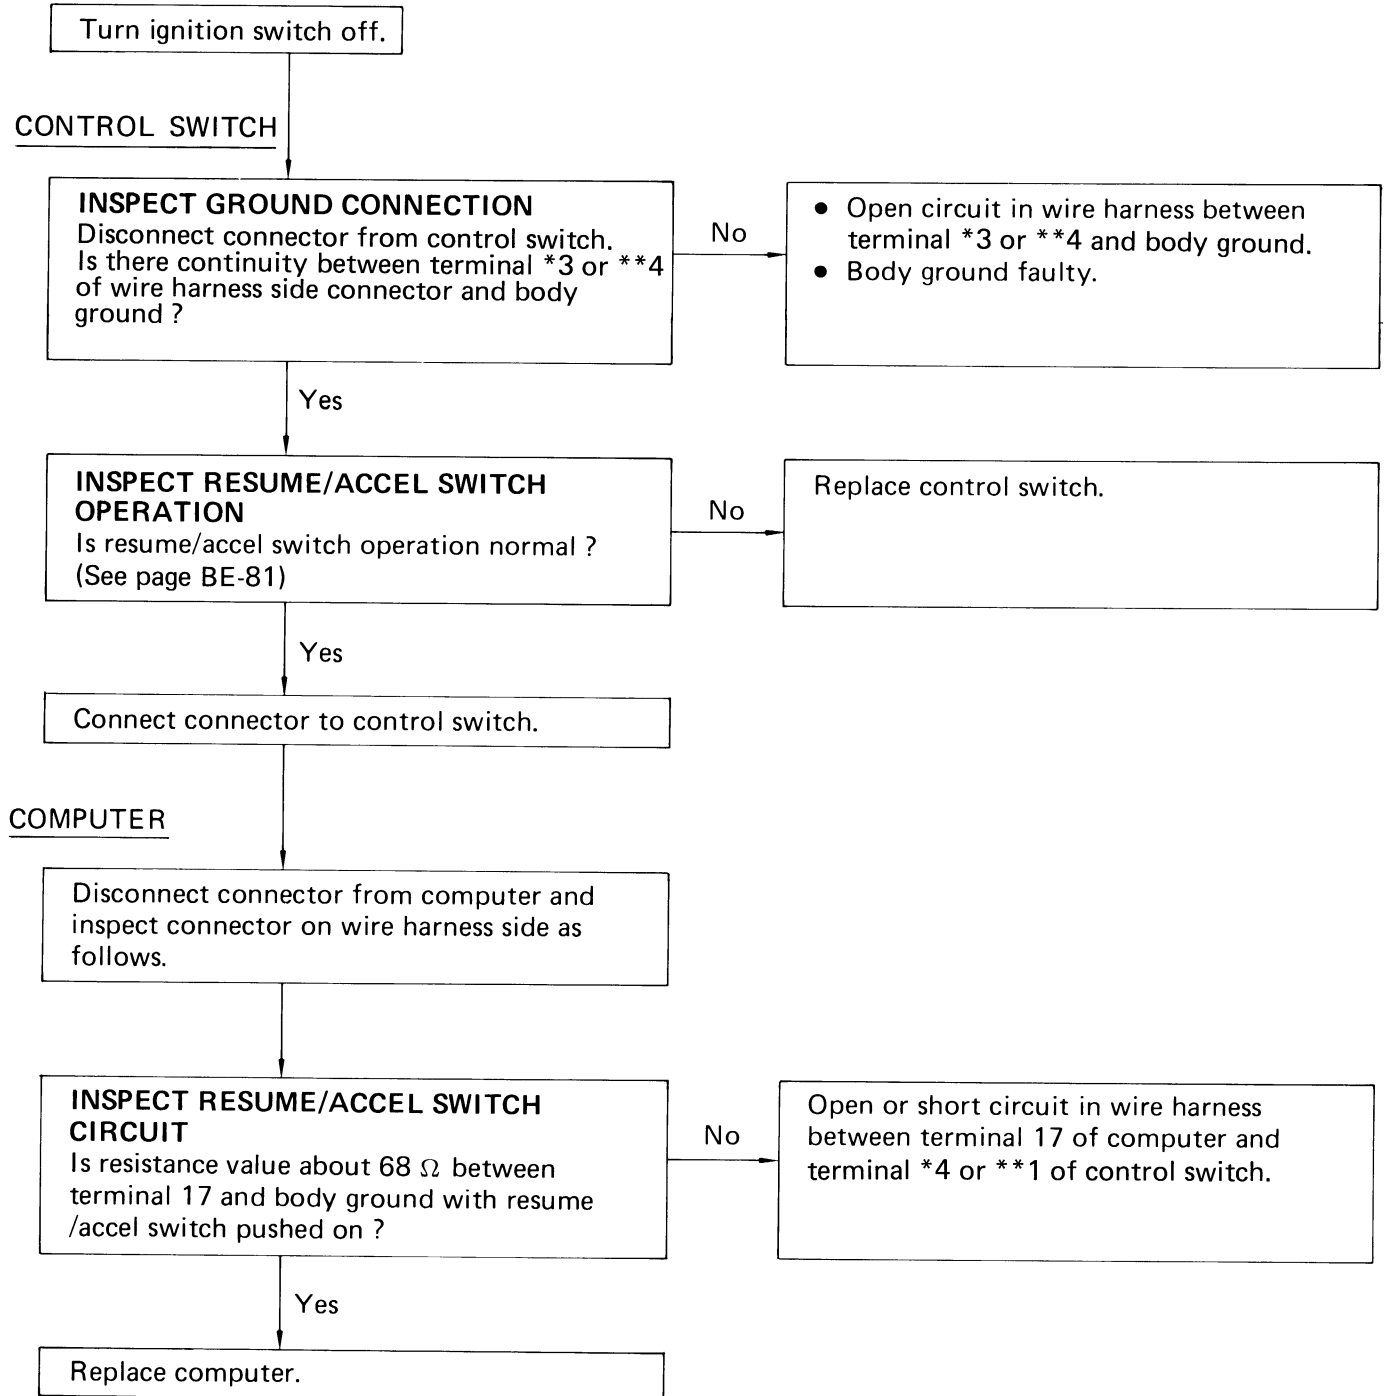 Turn ignition switch off.
CONTROL SWITCH
INSPECT GROUND CONNECTION
Disconnect connector from control switch.
Is there continuity between terminal *3 or **4
of wire harness side connector and body
ground ?
No
● Open circuit in wire harness between
terminal *3 or **4 and body ground.
● Body ground faulty.
Yes
INSPECT RESUME/ACCEL SWITCH
OPERATION
Is resume/accel switch operation normal ?
(See page BE-81)
No
Replace control switch.
Yes
Connect connector to control switch.
COMPUTER
Disconnect connector from computer and
inspect connector on wire harness side as
follows.
INSPECT RESUME/ACCEL SWITCH
CIRCUIT
Is resistance value about 68 Ω between
terminal 17 and body ground with resume
/accel switch pushed on ?
No
Open or short circuit in wire harness
between terminal 17 of computer and
terminal *4 or **1 of control switch.
Yes
Replace computer.